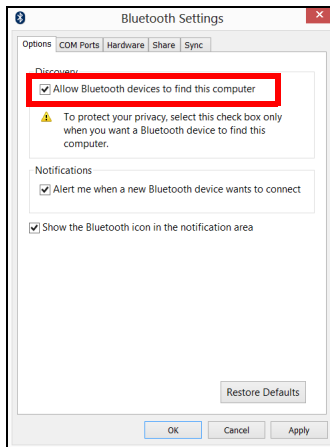 Bluetooth Settings
Options COM Ports Hardware Share Sync
Discovery
Allow Bluetooth devices to find this computer
To protect your privacy, select this check box only
when you want a Bluetooth device to find this
computer.
Notifications
Alert me when a new Bluetooth device wants to connect
Show the Bluetooth icon in the notification area
Restore Defaults
OK Cancel Apply